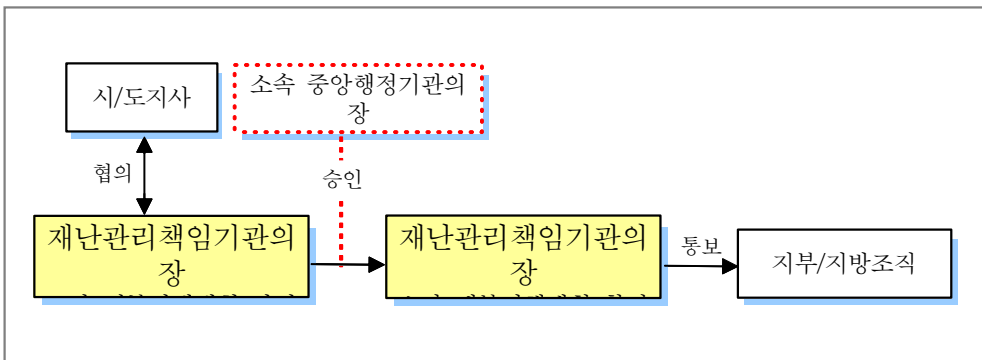 시/도지사
소속 중앙행정기관의
장
협의
승인
재난관리책임기관의
장
재난관리책임기관의
장
통보
지부/지방조직